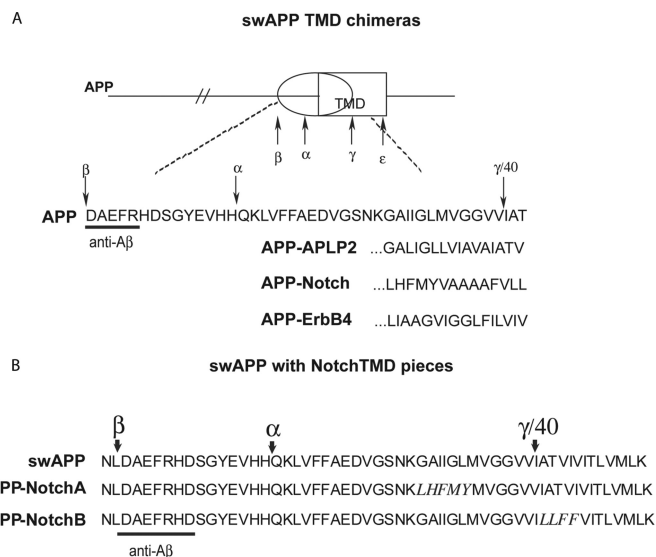 A
swAPP TMD chimeras
APP
TMD
β α γ ε
β α γ/40
APP DAEFRHDSGYEVHHQKLVFFAEDVGSNKGAIIGLMVGGVVIAT
anti-Aβ
APP-APLP2 ...GALIGLLVIAVAIATV
APP-Notch ...LHFMYVAAAAFVLL
APP-ErbB4 ...LIAAGVIGGLFILVIV
B
swAPP with NotchTMD pieces
β α γ/40
swAPP NLDAEFRHDSGYEVHHQKLVFFAEDVGSNKGAIIGLMVGGVVIATVIVITLVMLK
PP-NotchA NLDAEFRHDSGYEVHHQKLVFFAEDVGSNKGLHFMYMVGGVVIATVIVITLVMLK
PP-NotchB NLDAEFRHDSGYEVHHQKLVFFAEDVGSNKGAIIGLMVGGVVILLFFVITLVMLK
anti-Aβ